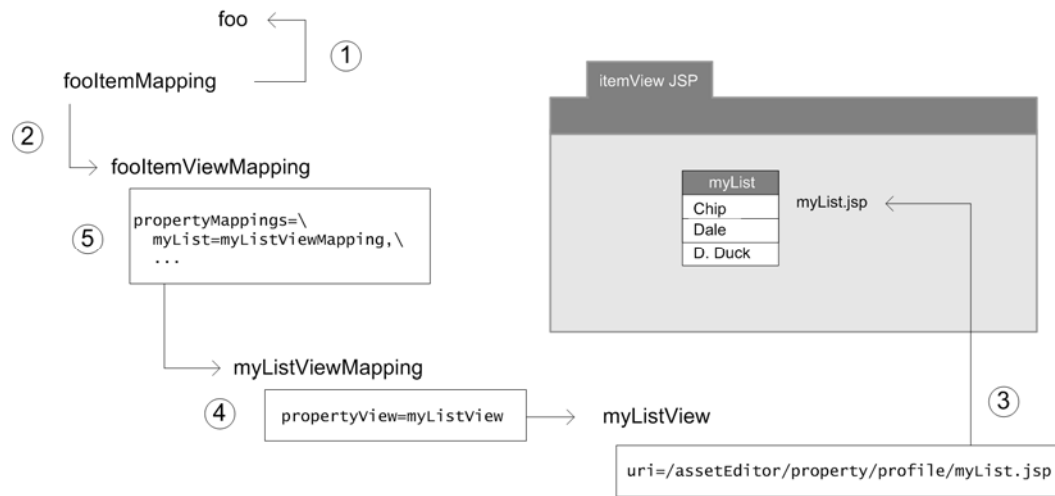 foo
1
fooItemMapping
2
fooItemViewMapping
5
propertyMappings=\
myList=myListViewMapping,\
...
myListViewMapping
4
propertyView=myListView
myListView
uri=/assetEditor/property/profile/myList.jsp
3
itemView JSP
myList
Chip
Dale
D. Duck
myList.jsp